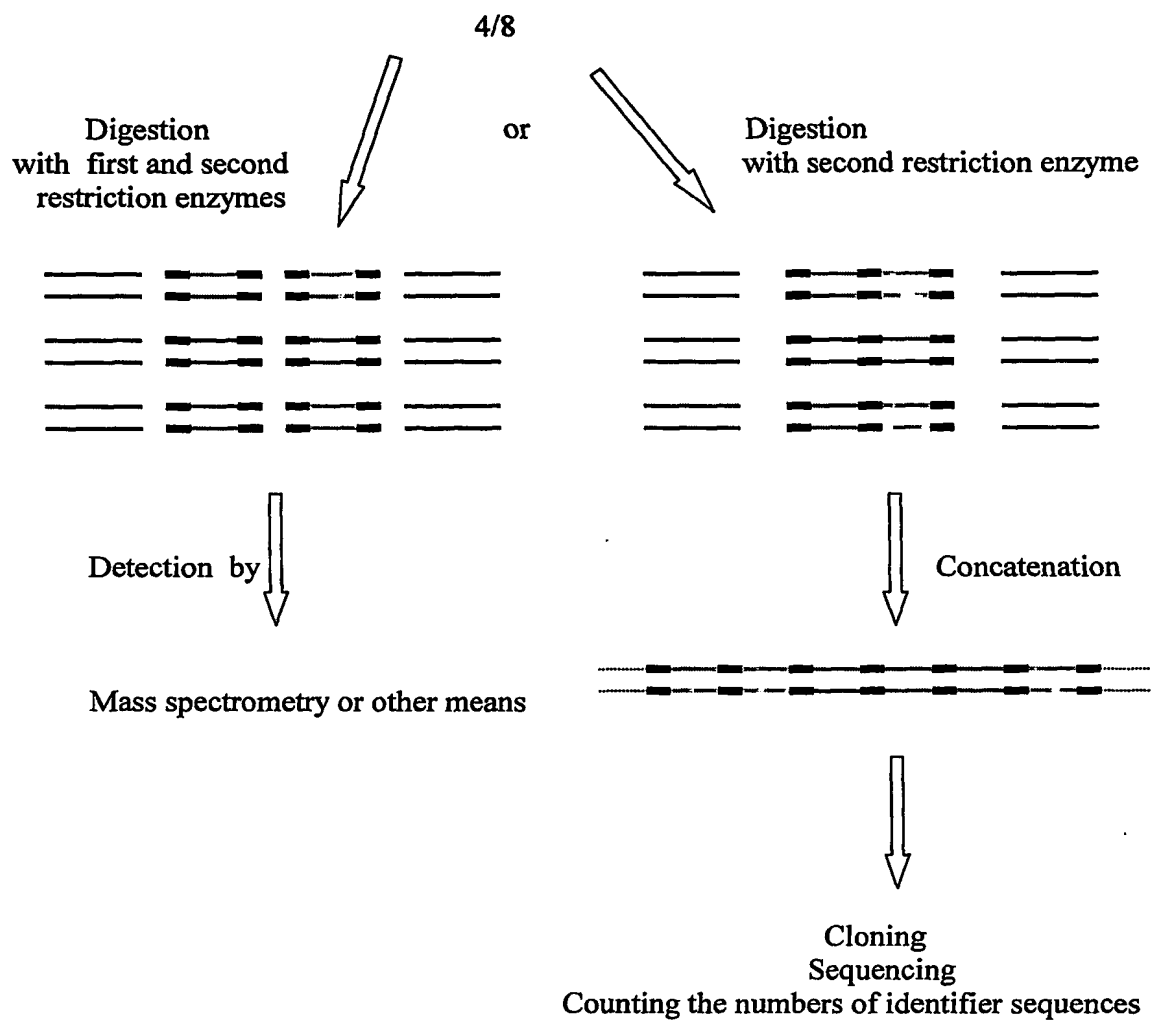 4/8
Digestion
with first and second
restriction enzymes
or
Digestion
with second restriction enzyme
Detection by
Concatenation
Mass spectrometry or other means
Cloning
Sequencing
Counting the numbers of identifier sequences